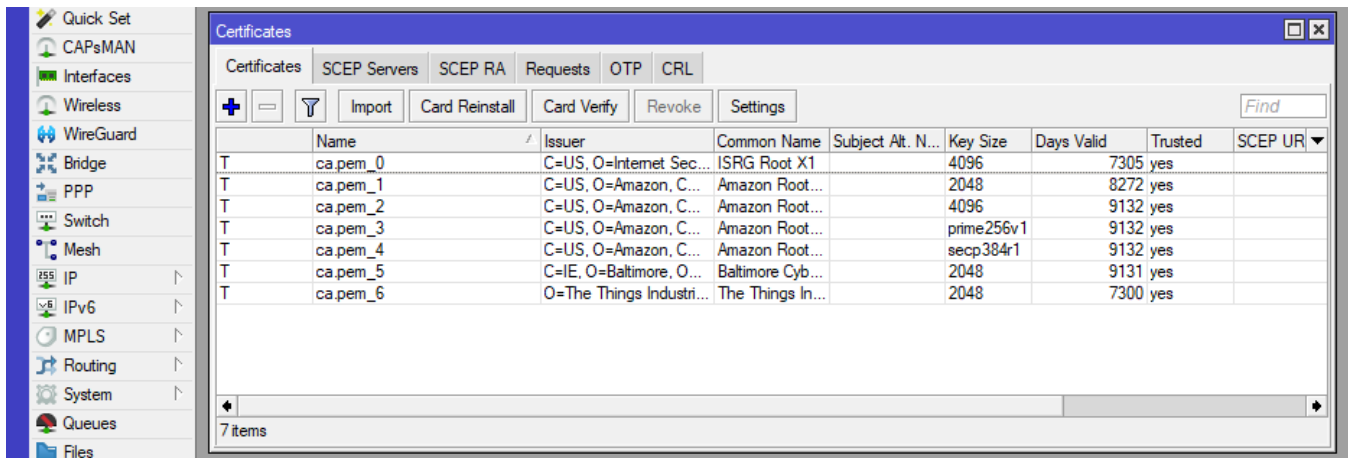 Quick Set
CAPsMAN
Interfaces
Wireless
WireGuard
Bridge
PPP
Switch
Mesh
255 IP
v6 IPv6
MPLS
Routing
System
Queues
Files
Certificates
Certificates SCEP Servers SCEP RA Requests OTP CRL
Import Card Reinstall Card Verify Revoke Settings Find
Name Issuer Common Name Subject Alt. N... Key Size Days Valid Trusted SCEP UR
T ca.pem_0 C=US, O=Internet Sec... ISRG Root X1 4096 7305 yes
T ca.pem_1 C=US, O=Amazon, C... Amazon Root... 2048 8272 yes
T ca.pem_2 C=US, O=Amazon, C... Amazon Root... 4096 9132 yes
T ca.pem_3 C=US, O=Amazon, C... Amazon Root... prime256v1 9132 yes
T ca.pem_4 C=US, O=Amazon, C... Amazon Root... secp384r1 9132 yes
T ca.pem_5 C=IE, O=Baltimore, O... Baltimore Cyb... 2048 9131 yes
T ca.pem_6 O=The Things Industri... The Things In... 2048 7300 yes
7 items